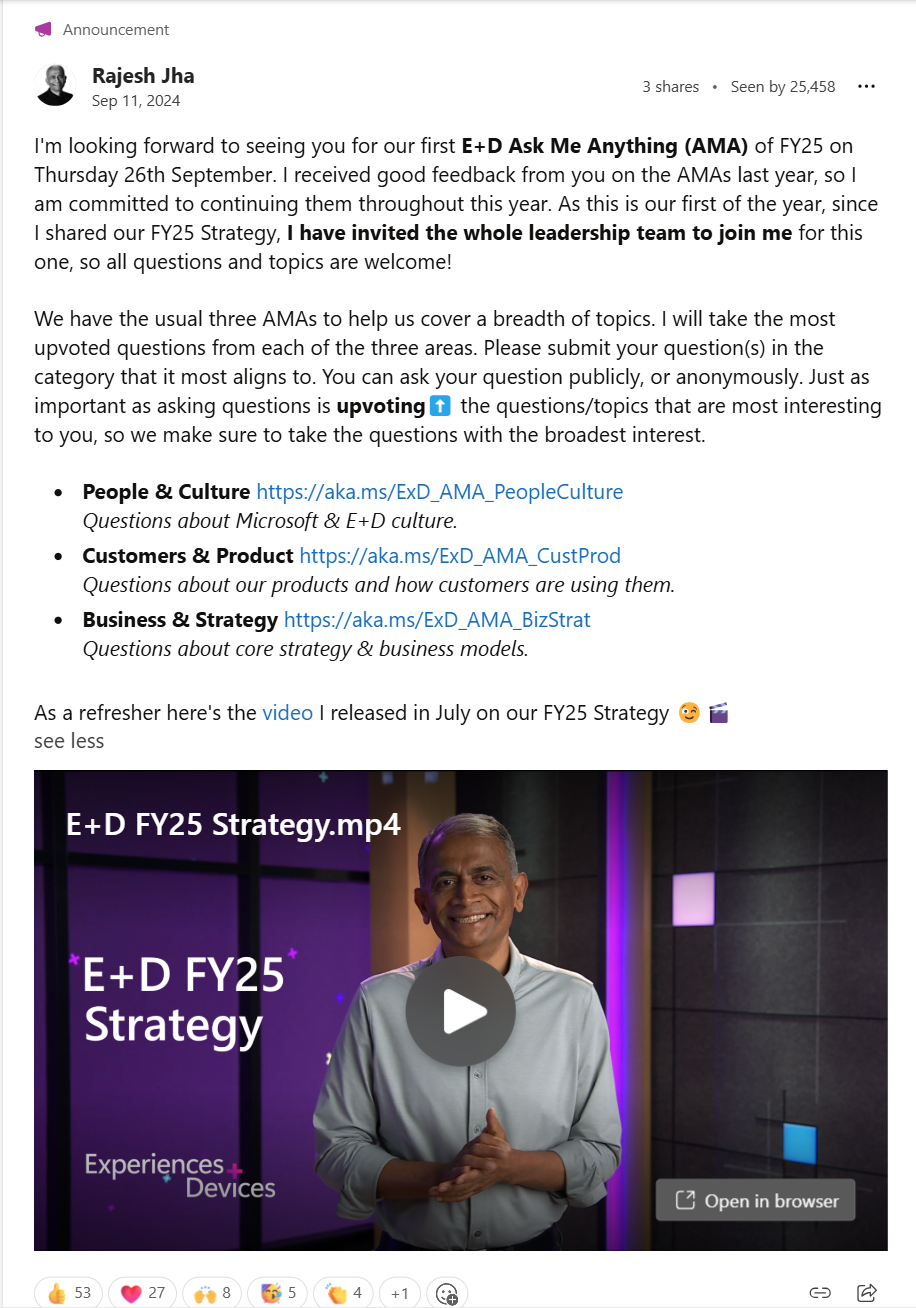 Announcement
Rajesh Jha
Sep 11, 2024
3 shares • Seen by 25,458 •••
I'm looking forward to seeing you for our first E+D Ask Me Anything (AMA) of FY25 on
Thursday 26th September. I received good feedback from you on the AMAs last year, so I
am committed to continuing them throughout this year. As this is our first of the year, since
I shared our FY25 Strategy, I have invited the whole leadership team to join me for this
one, so all questions and topics are welcome!
We have the usual three AMAs to help us cover a breadth of topics. I will take the most
upvoted questions from each of the three areas. Please submit your question(s) in the
category that it most aligns to. You can ask your question publicly, or anonymously. Just as
important as asking questions is upvoting⬆️ the questions/topics that are most interesting
to you, so we make sure to take the questions with the broadest interest.
• People & Culture https://aka.ms/ExD_AMA_PeopleCulture
Questions about Microsoft & E+D culture.
• Customers & Product https://aka.ms/ExD_AMA_CustProd
Questions about our products and how customers are using them.
• Business & Strategy https://aka.ms/ExD_AMA_BizStrat
Questions about core strategy & business models.
As a refresher here's the video I released in July on our FY25 Strategy 😉 🎬
see less
E+D FY25 Strategy.mp4
E+D FY25
Strategy
Experiences+
Devices
Open in browser
👍 53 ❤️ 27 🙌 8 🥳 5 👏 4 +1